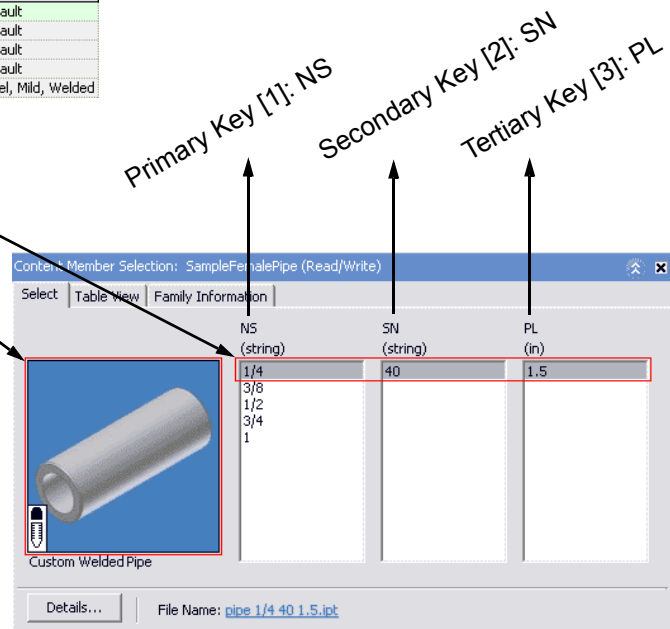 ault
ault
ault
ault
el, Mild, Welded
Primary Key [1]: NS
Secondary Key [2]: SN
Tertiary Key [3]: PL
Content Member Selection: SampleFemalePipe (Read/Write)
Select Table View Family Information
NS SN PL
(string) (string) (in)
1/4 40 1.5
3/8
1/2
3/4
1
Custom Welded Pipe
Details... File Name: pipe 1/4 40 1.5.ipt